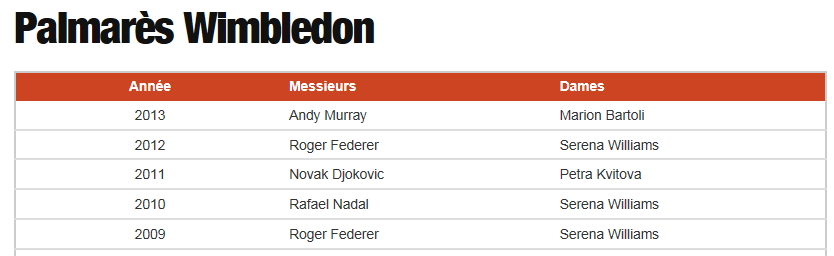 Palmarès Wimbledon
Année Messieurs Dames
2013 Andy Murray Marion Bartoli
2012 Roger Federer Serena Williams
2011 Novak Djokovic Petra Kvitova
2010 Rafael Nadal Serena Williams
2009 Roger Federer Serena Williams